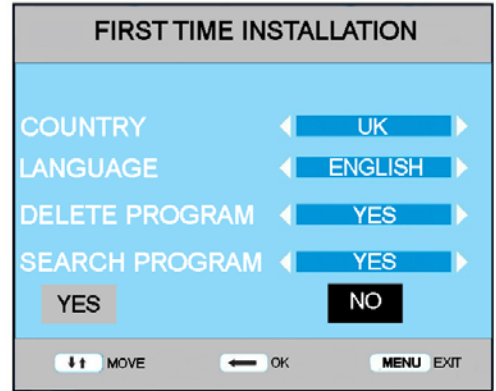 FIRST TIME INSTALLATION
COUNTRY UK
LANGUAGE ENGLISH
DELETE PROGRAM YES
SEARCH PROGRAM YES
YES NO
MOVE OK MENU EXIT